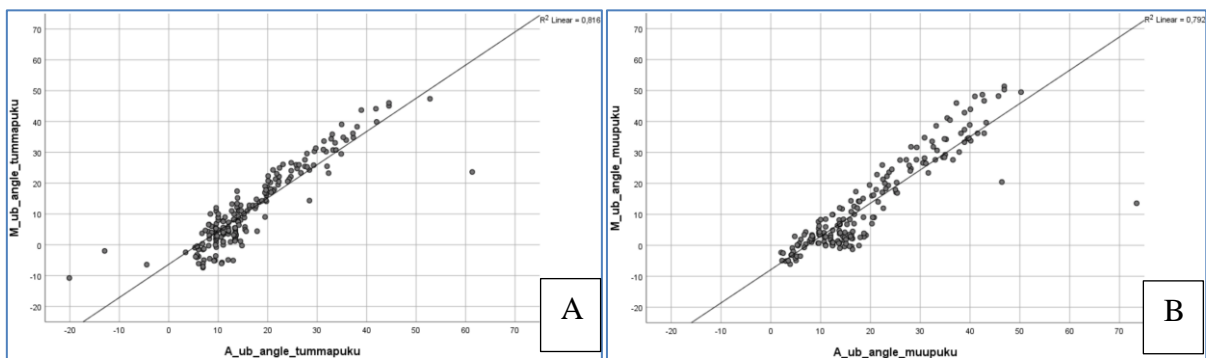 R² Linear = 0,816
70
60
50
40
30
20
10
0
-10
-20
M_ub_angle_tummapuku
-20 -10 0 10 20 30 40 50 60 70
A_ub_angle_tummapuku
A
R² Linear = 0,792
70
60
50
40
30
20
10
0
-10
-20
M_ub_angle_muupuku
-20 -10 0 10 20 30 40 50 60 70
A_ub_angle_muupuku
B